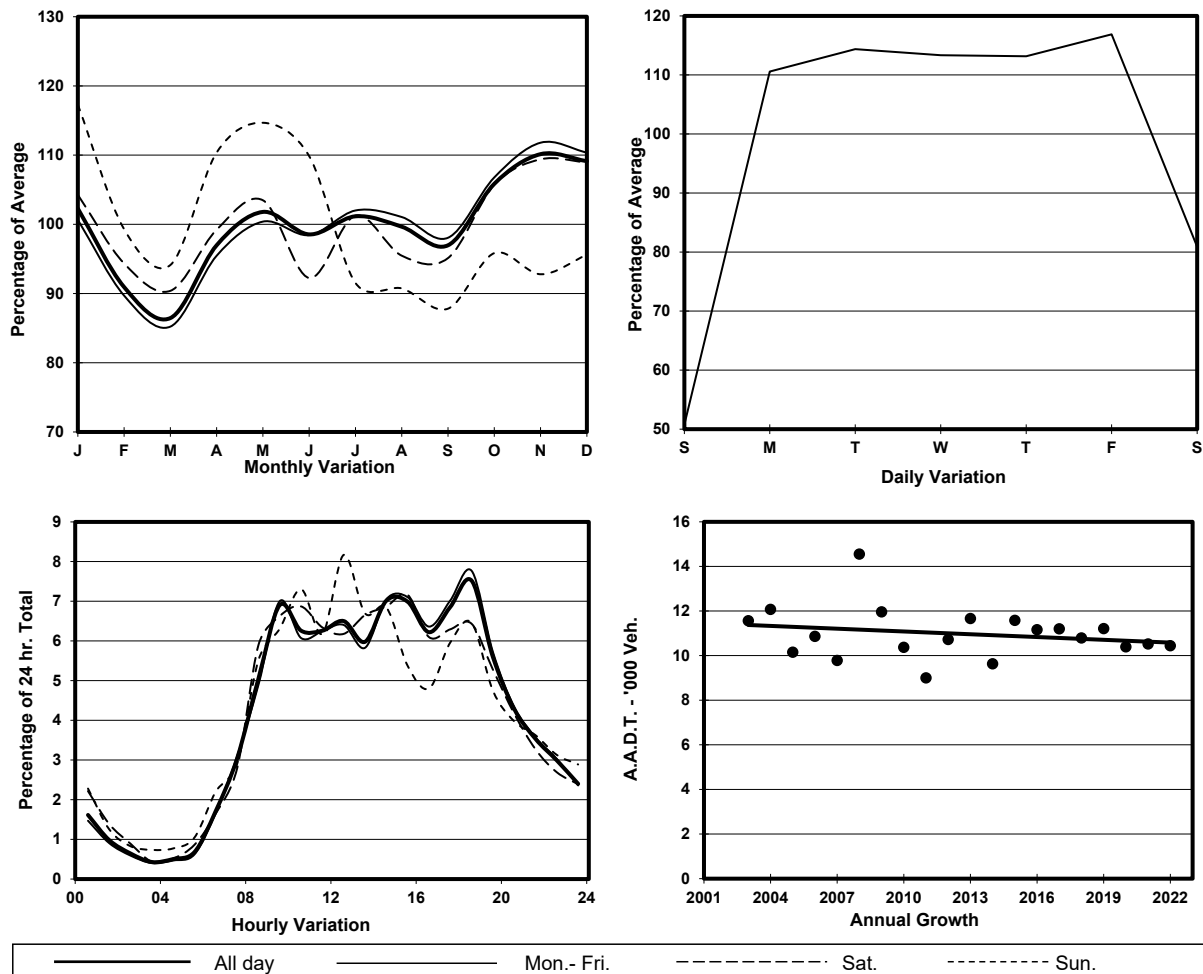 130
120
110
100
90
80
70
Percentage of Average
J F M A M J J A S O N D
Monthly Variation
120
110
100
90
80
70
60
50
Percentage of Average
S M T W T F S
Daily Variation
9
8
7
6
5
4
3
2
1
0
Percentage of 24 hr. Total
00 04 08 12 16 20 24
Hourly Variation
16
14
12
10
8
6
4
2
0
A.A.D.T. - '000 Veh.
2001 2004 2007 2010 2013 2016 2019 2022
Annual Growth
All day Mon.- Fri. Sat. Sun.